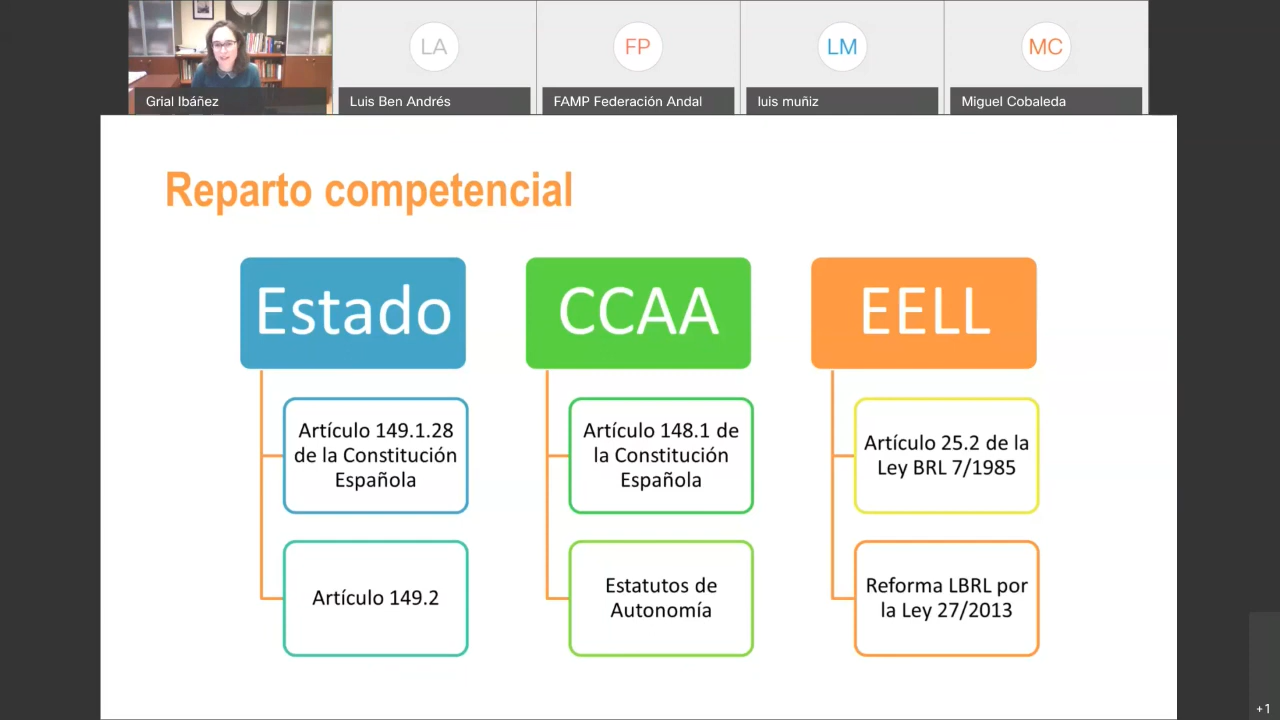 LA
FP
LM
MC
Grial Ibáñez
Luis Ben Andrés
FAMP Federación Andal
luis muñiz
Miguel Cobaleda
Reparto competencial
Estado
Artículo 149.1.28
de la Constitución
Española
Artículo 149.2
CCAA
Artículo 148.1 de
la Constitución
Española
Estatutos de
Autonomía
EELL
Artículo 25.2 de la
Ley BRL 7/1985
Reforma LBRL por
la Ley 27/2013
+1